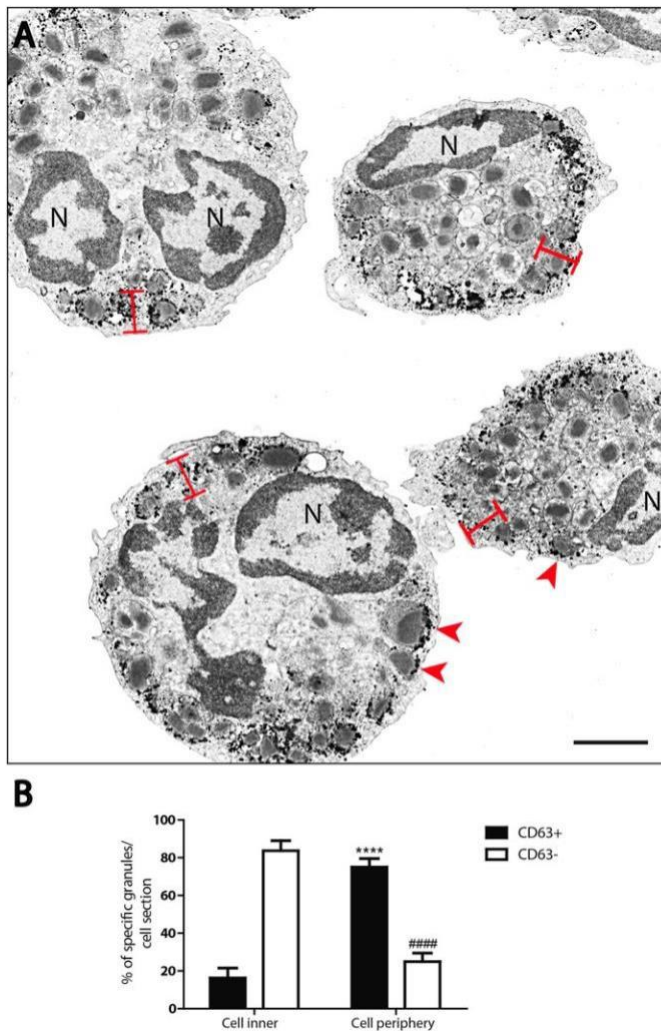 A
N
N
N
N
N
B
% of specific granules/
cell section
100
80
60
40
20
0
****
####
CD63+
CD63-
Cell inner
Cell periphery